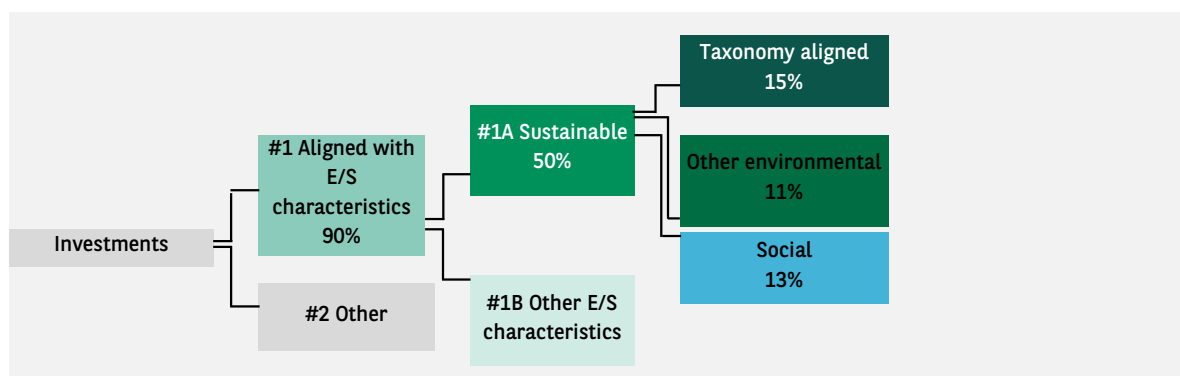 Investments
#1 Aligned with
E/S
characteristics
90%
#2 Other
#1A Sustainable
50%
#1B Other E/S
characteristics
Taxonomy aligned
15%
Other environmental
11%
Social
13%